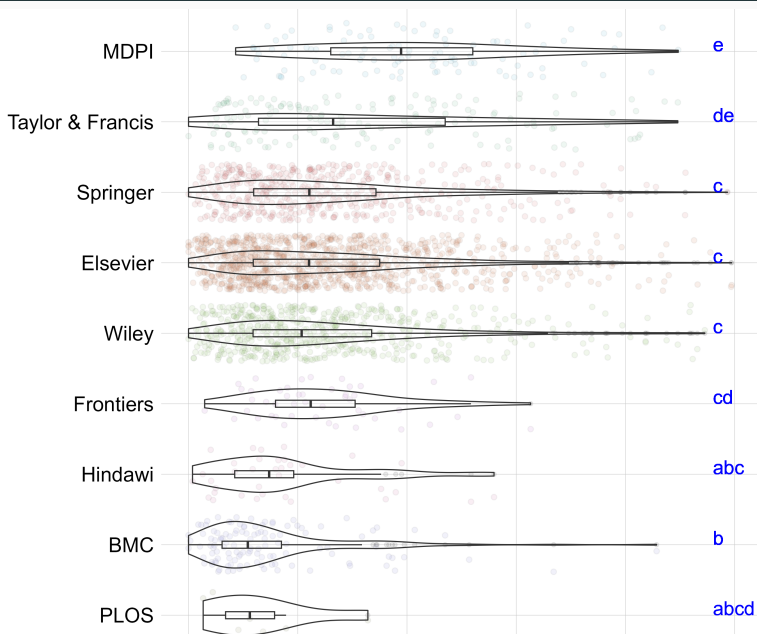 MDPI e
Taylor & Francis de
Springer c
Elsevier c
Wiley c
Frontiers cd
Hindawi abc
BMC b
PLOS abcd